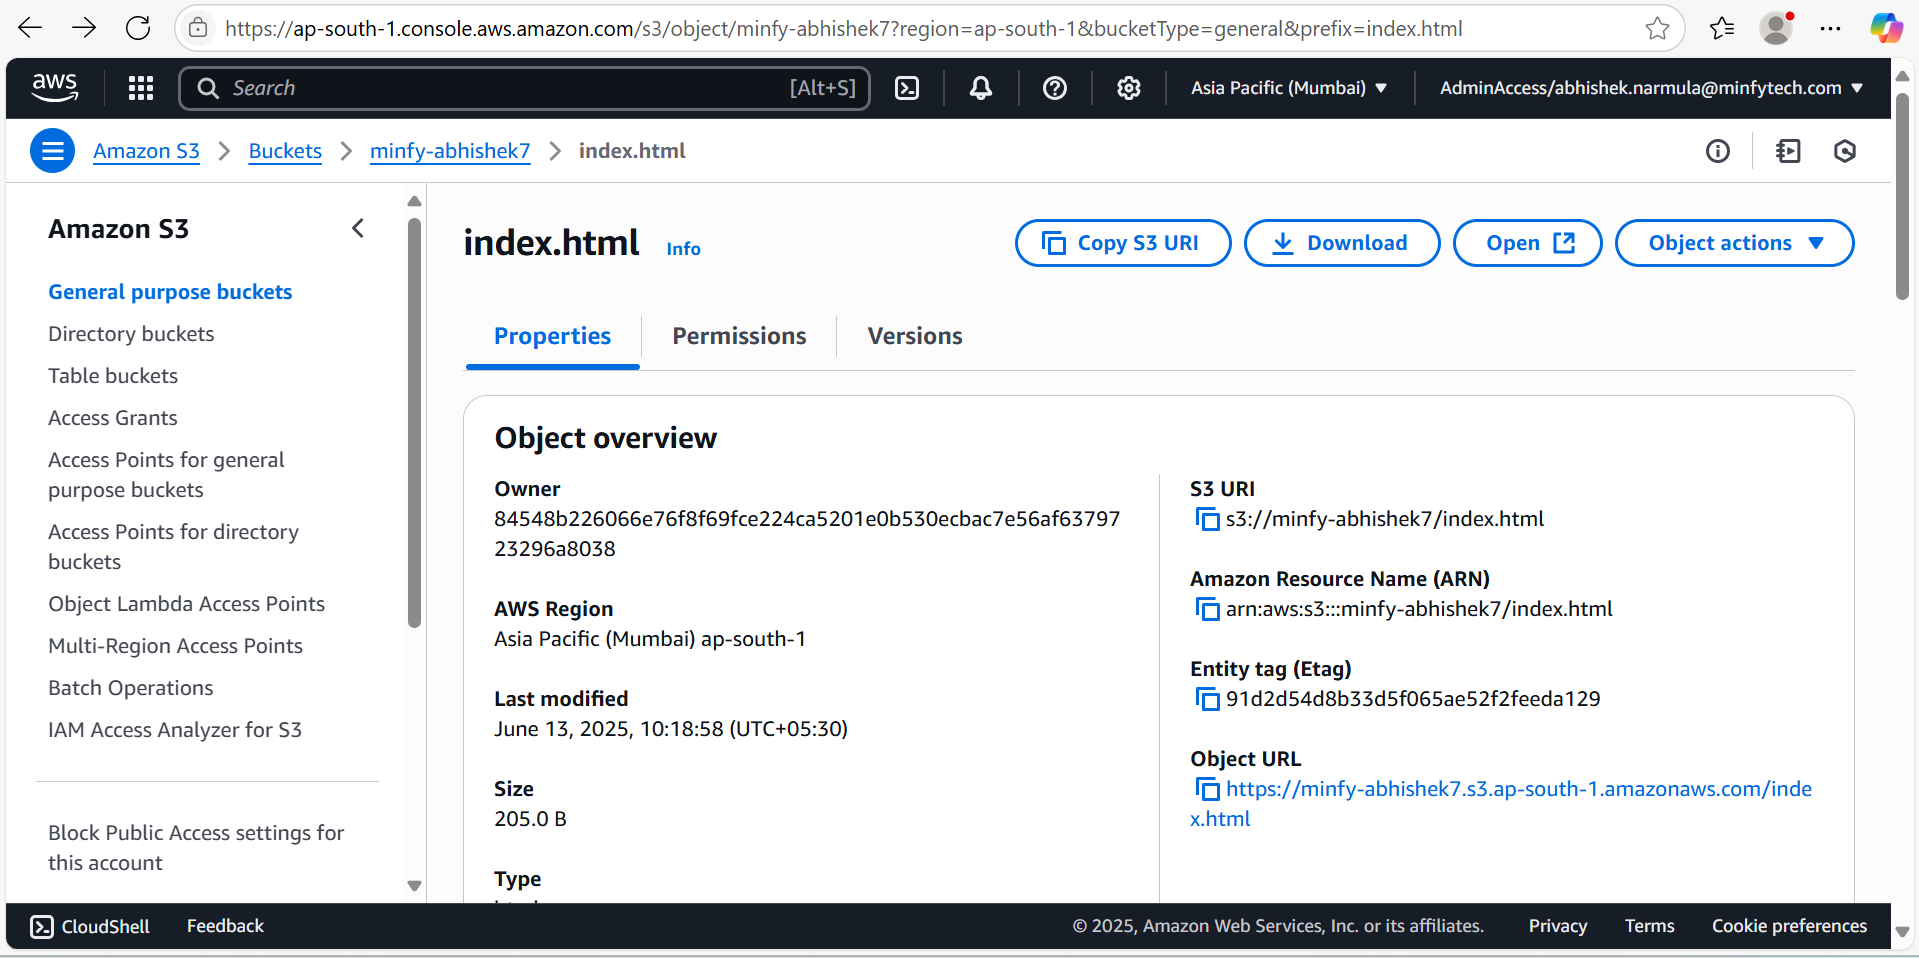 https://ap-south-1.console.aws.amazon.com/s3/object/minfy-abhishek7?region=ap-south-1&bucketType=general&prefix=index.html
aws
Search [Alt+S]
Asia Pacific (Mumbai)
AdminAccess/abhishek.narmula@minfytech.com
Amazon S3
Buckets
minfy-abhishek7
index.html
Amazon S3
General purpose buckets
Directory buckets
Table buckets
Access Grants
Access Points for general
purpose buckets
Access Points for directory
buckets
Object Lambda Access Points
Multi-Region Access Points
Batch Operations
IAM Access Analyzer for S3
Block Public Access settings for
this account
index.html Info
Copy S3 URI
Download
Open
Object actions
Properties
Permissions
Versions
Object overview
Owner
84548b226066e76f8f69fce224ca5201e0b530ecbac7e56af63797
23296a8038
AWS Region
Asia Pacific (Mumbai) ap-south-1
Last modified
June 13, 2025, 10:18:58 (UTC+05:30)
Size
205.0 B
Type
S3 URI
s3://minfy-abhishek7/index.html
Amazon Resource Name (ARN)
arn:aws:s3:::minfy-abhishek7/index.html
Entity tag (Etag)
91d2d54d8b33d5f065ae52f2feeda129
Object URL
https://minfy-abhishek7.s3.ap-south-1.amazonaws.com/inde
x.html
CloudShell
Feedback
© 2025, Amazon Web Services, Inc. or its affiliates.
Privacy
Terms
Cookie preferences